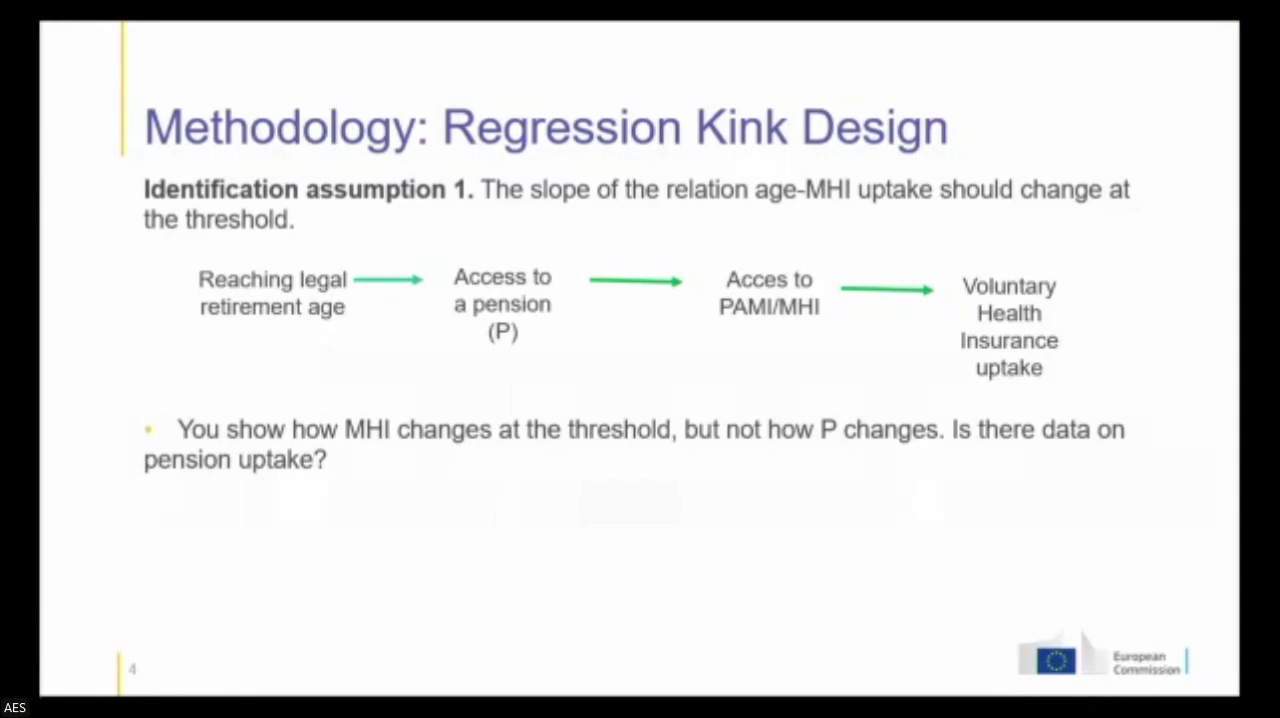 Methodology: Regression Kink Design
Identification assumption 1. The slope of the relation age-MHI uptake should change at
the threshold.
Reaching legal
retirement age
Access to
a pension
(P)
Acces to
PAMI/MHI
Voluntary
Health
Insurance
uptake
• You show how MHI changes at the threshold, but not how P changes. Is there data on
pension uptake?
4
European
Commission
AES